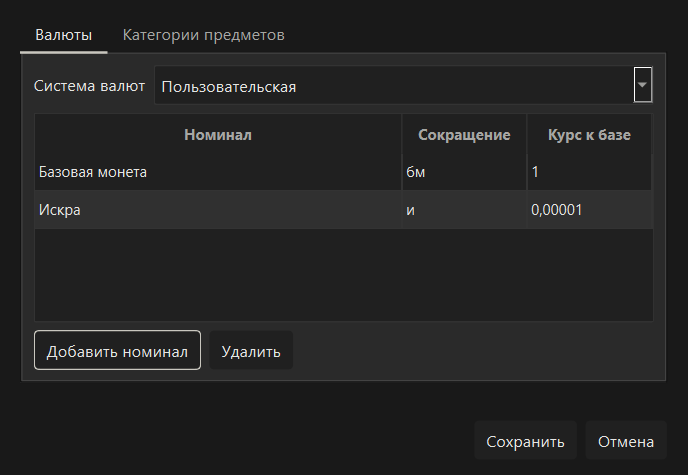 Валюты Категории предметов
Система валют Пользовательская
Номинал Сокращение Курс к базе
Базовая монета бм 1
Искра и 0,00001
Добавить номинал Удалить
Сохранить Отмена